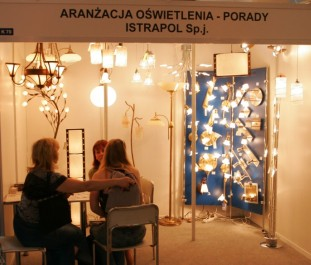 ARANŻACJA OŚWIETLENIA - PORADY
ISTRAPOL Sp.j.